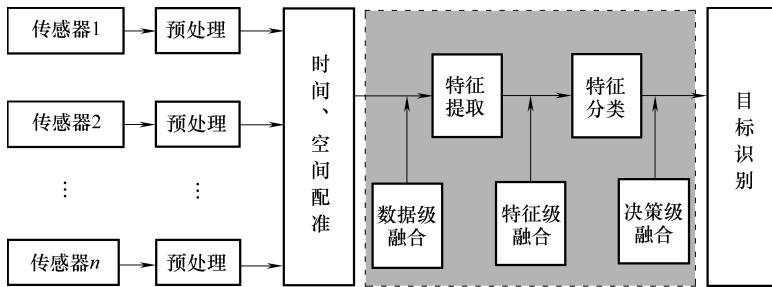 传感器1
预处理
传感器2
预处理
⋮
⋮
传感器n
预处理
时间、空间配准
特征
提取
特征
分类
数据级
融合
特征级
融合
决策级
融合
目标识别